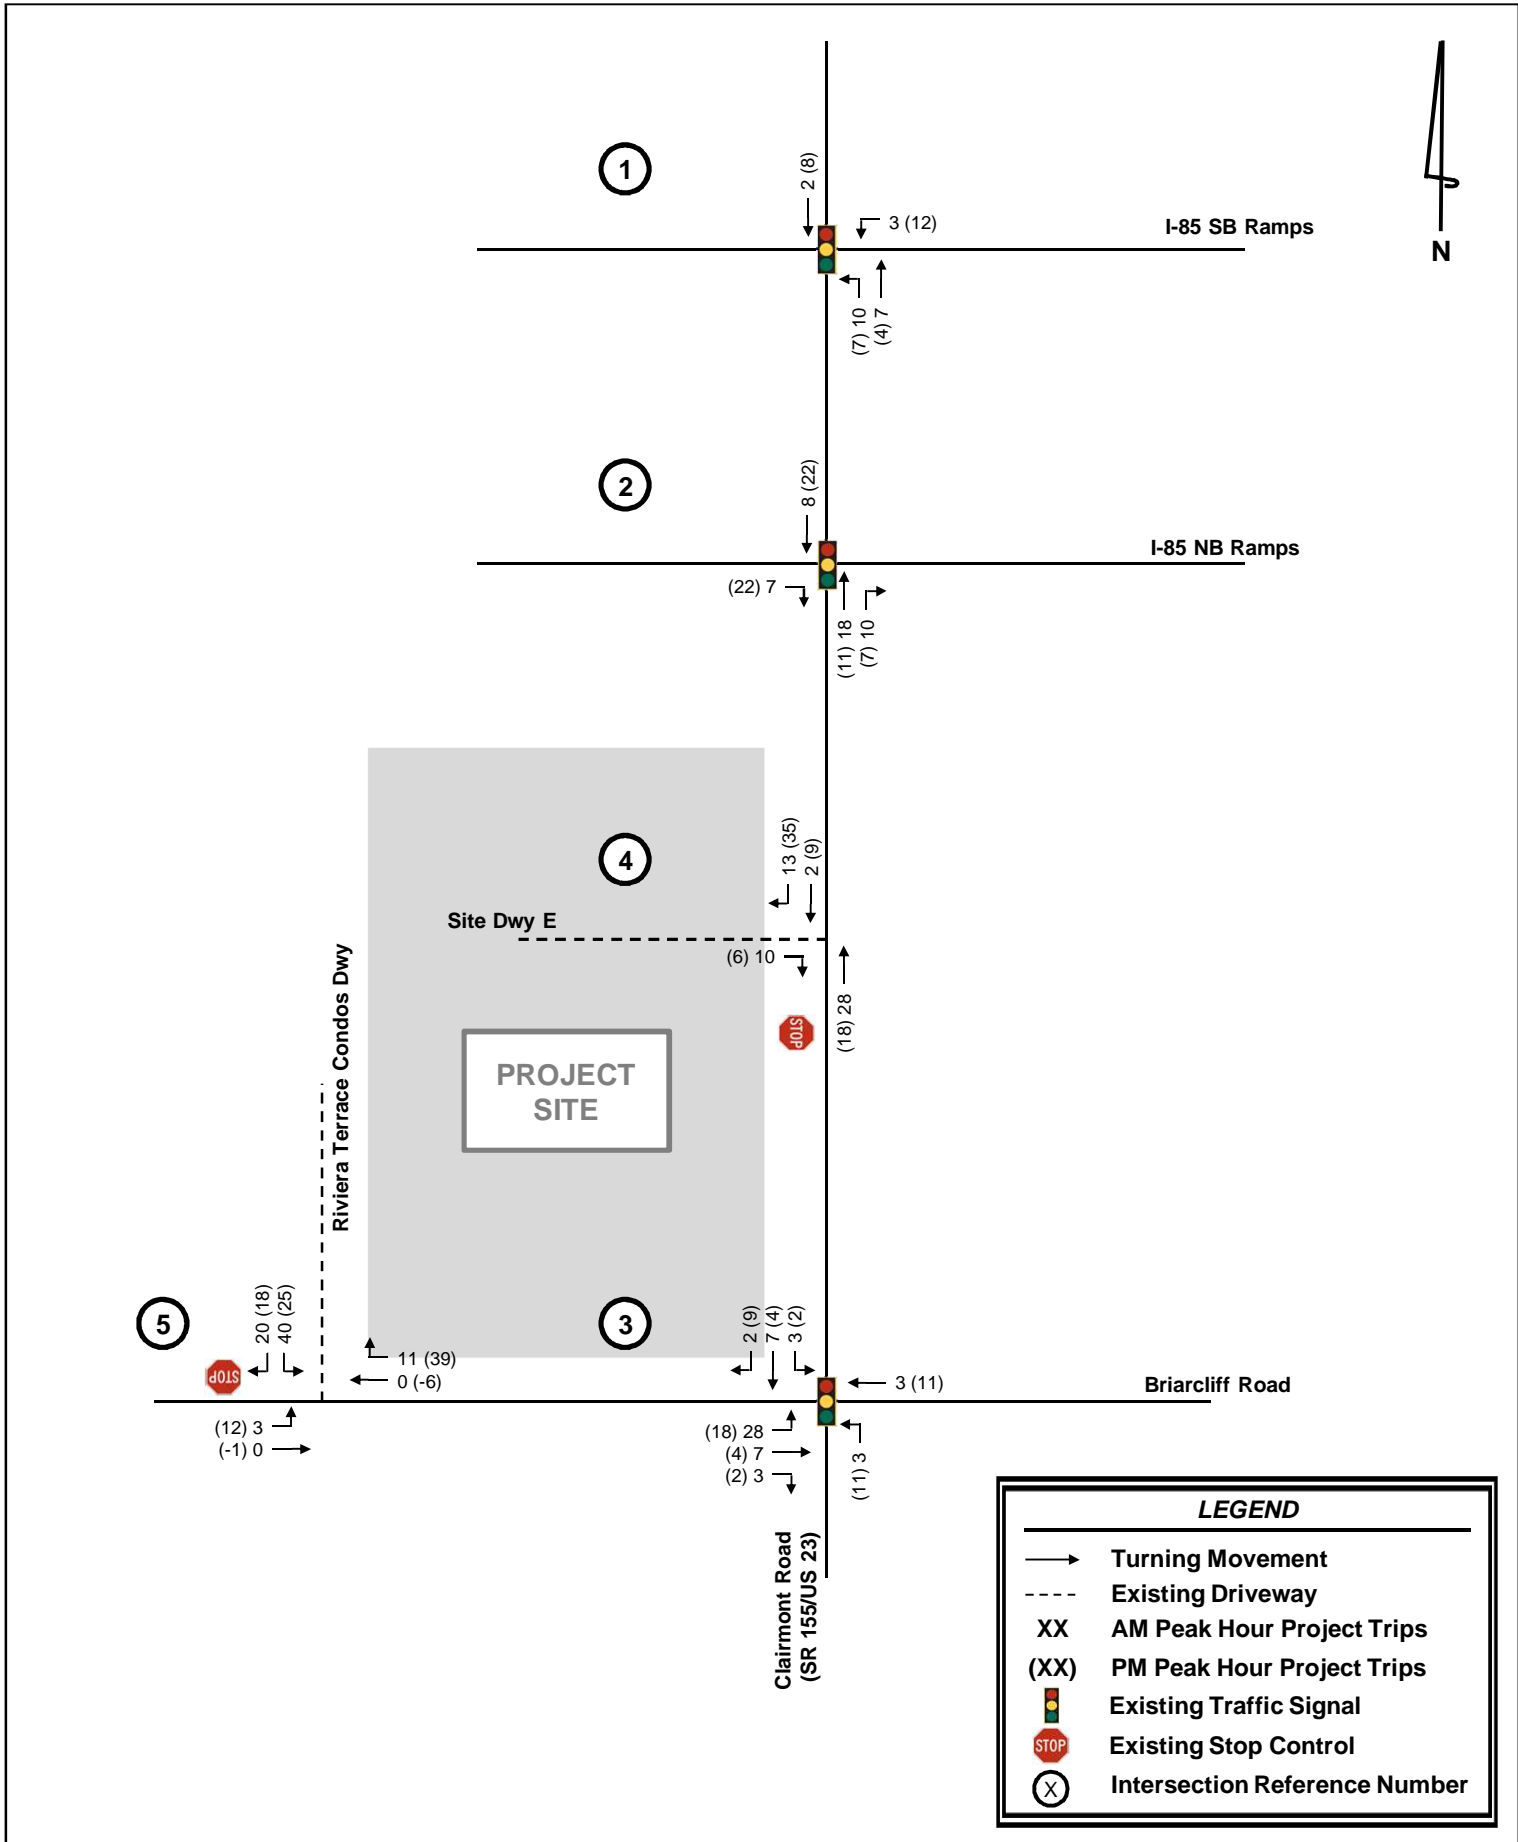 1
2 (8)
3 (12)
I-85 SB Ramps
N
(7) 10
(4) 7
2
8 (22)
I-85 NB Ramps
(22) 7
(11) 18
(7) 10
4
13 (35)
2 (9)
Site Dwy E
(6) 10
(18) 28
STOP
Riviera Terrace Condos Dwy
PROJECT
SITE
5
20 (18)
40 (25)
STOP
11 (39)
0 (-6)
(12) 3
(-1) 0
3
2 (9)
7 (4)
3 (2)
3 (11)
Briarcliff Road
(18) 28
(4) 7
(2) 3
(11) 3
Clairmont Road
(SR 155/US 23)
LEGEND
Turning Movement
Existing Driveway
XX AM Peak Hour Project Trips
(XX) PM Peak Hour Project Trips
Existing Traffic Signal
STOP Existing Stop Control
X Intersection Reference Number